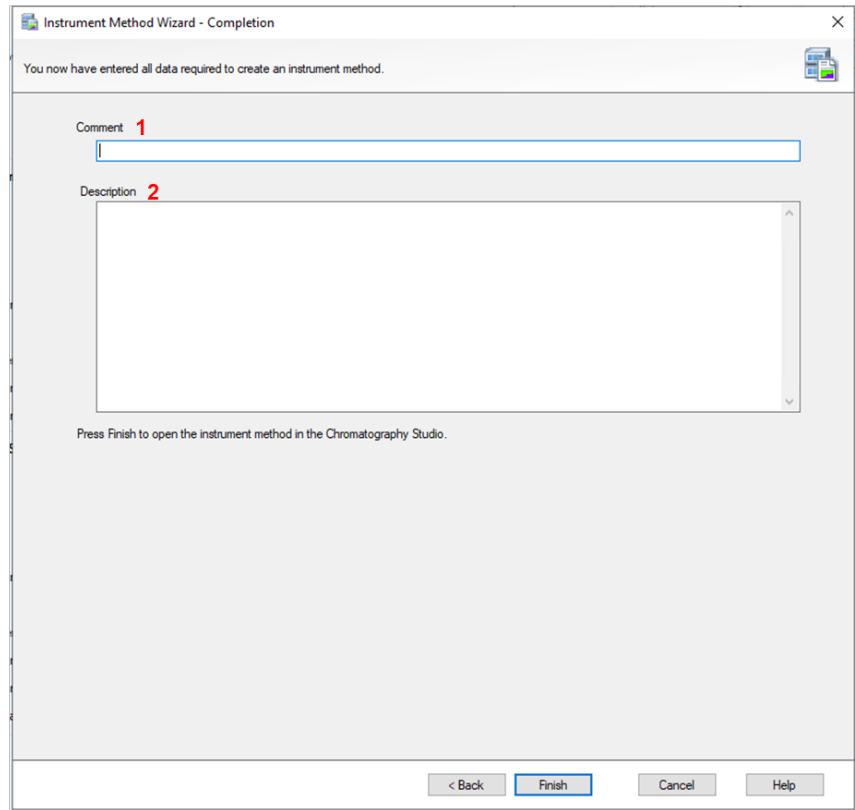 Instrument Method Wizard - Completion
You now have entered all data required to create an instrument method.
Comment 1
Description 2
Press Finish to open the instrument method in the Chromatography Studio.
< Back Finish Cancel Help